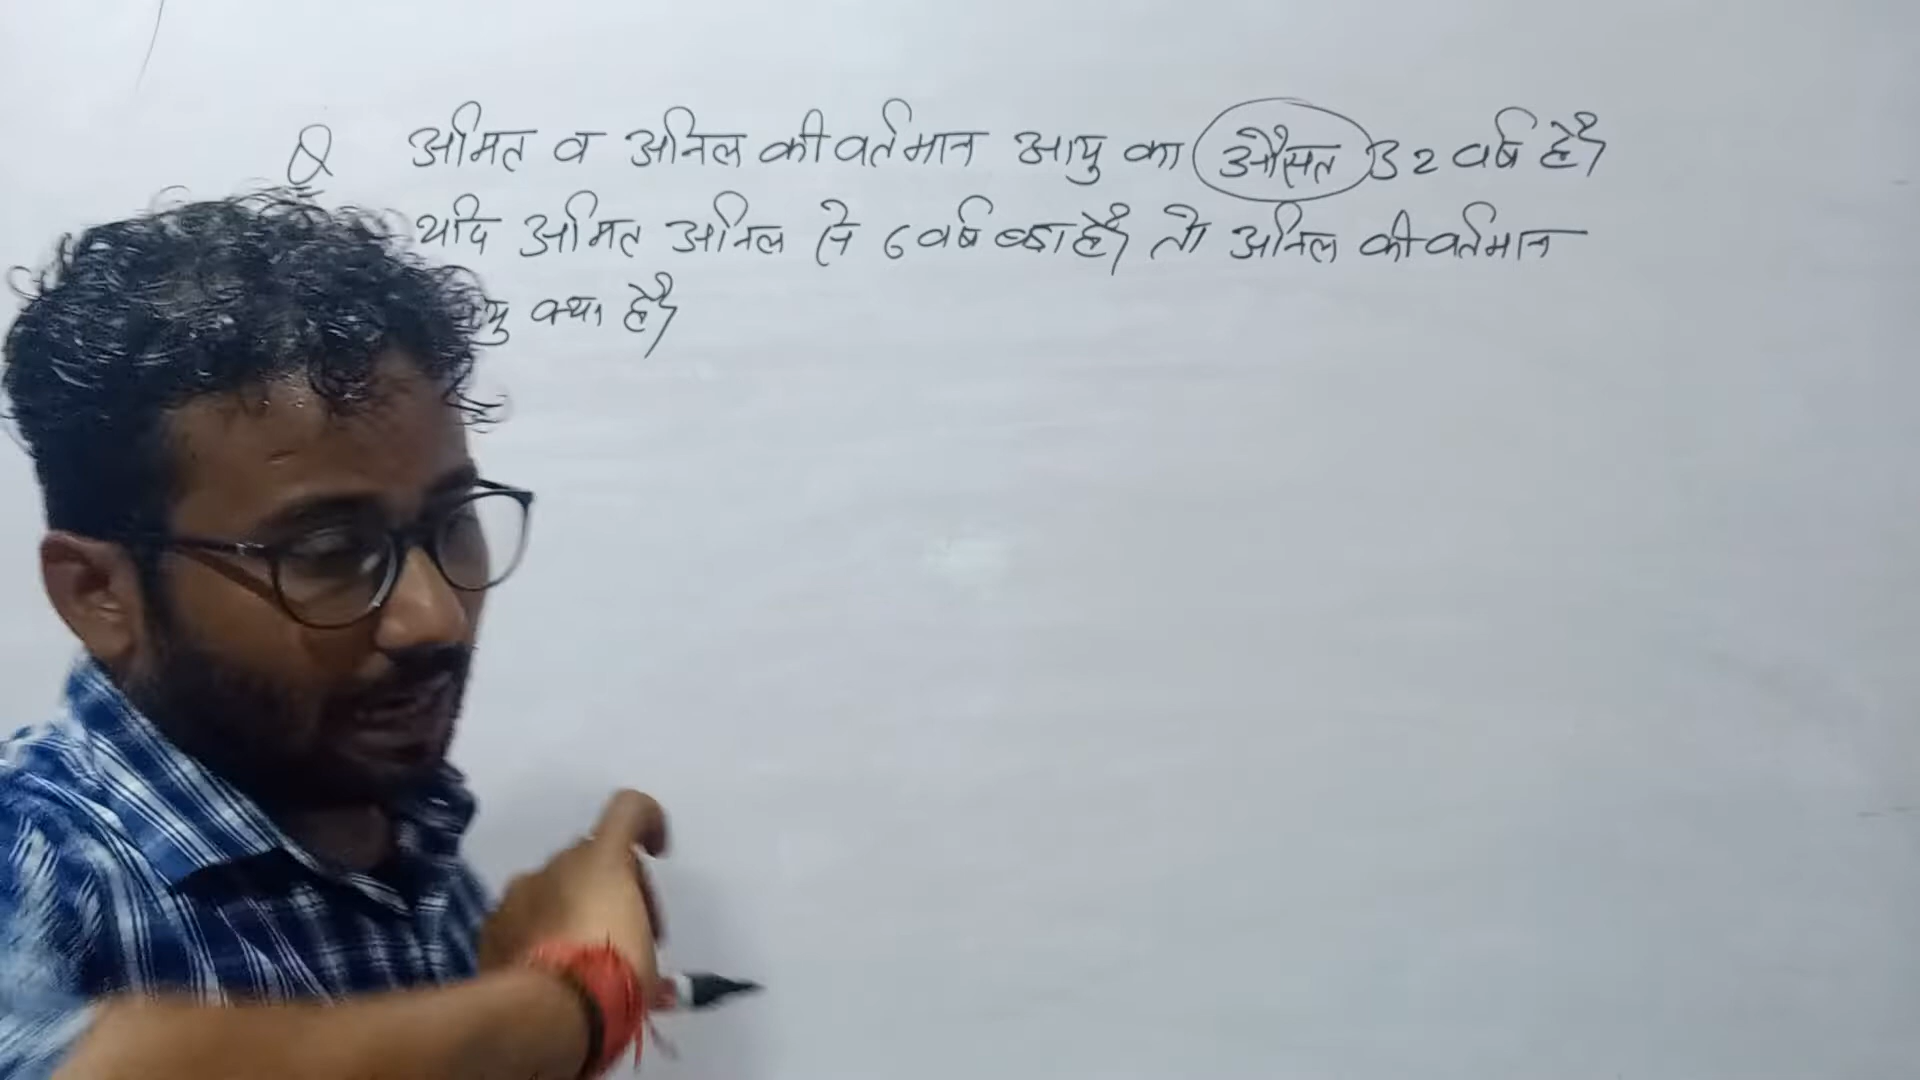 Q अमित व अनिल की वर्तमान आयु का औसत 32 वर्ष है
यदि अमित अनिल से 6 वर्ष बड़ा है तो अनिल की वर्तमान
क्या है